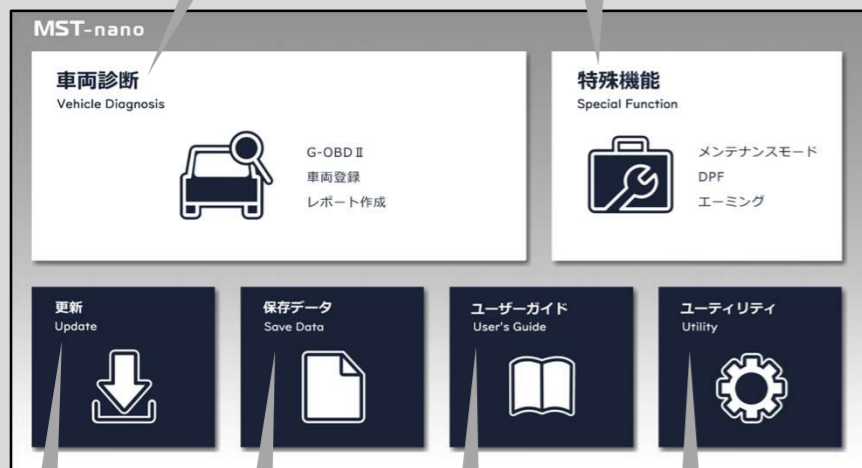 MST-nano
車両診断
Vehicle Diagnosis
G-OBDⅡ
車両登録
レポート作成
特殊機能
Special Function
メンテナンスモード
DPF
エーミング
更新
Update
保存データ
Save Data
ユーザーガイド
User's Guide
ユーティリティ
Utility